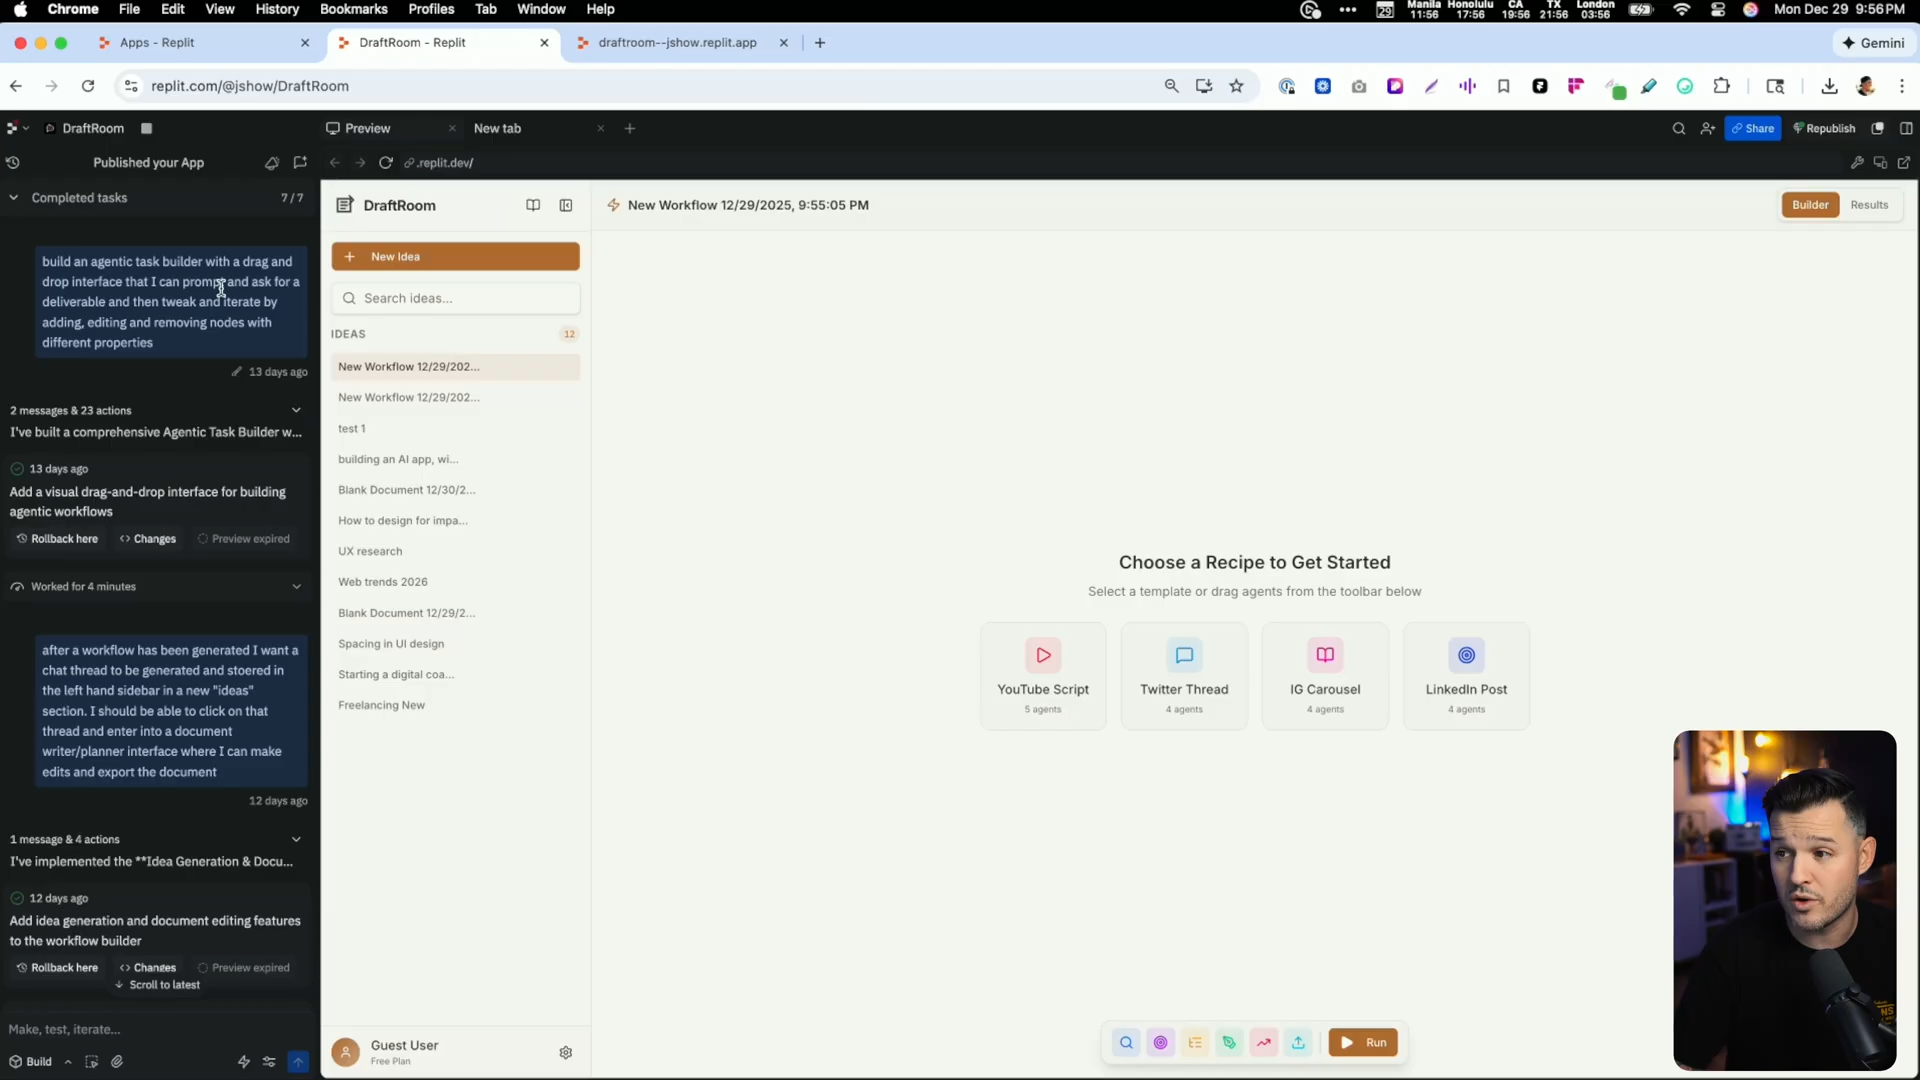 Chrome File Edit View History Bookmarks Profiles Tab Window Help
29 Manila 11:56 Honolulu 17:56 CA 19:56 TX 21:56 London 03:56 Mon Dec 29 9:56 PM
Apps - Replit
DraftRoom - Replit
draftroom--jshow.replit.app
Gemini
replit.com/@jshow/DraftRoom
DraftRoom
Preview
New tab
Share
Republish
Published your App
.replit.dev/
Completed tasks 7 / 7
build an agentic task builder with a drag and
drop interface that I can prompt and ask for a
deliverable and then tweak and iterate by
adding, editing and removing nodes with
different properties
13 days ago
2 messages & 23 actions
I've built a comprehensive Agentic Task Builder w...
13 days ago
Add a visual drag-and-drop interface for building
agentic workflows
Rollback here Changes Preview expired
Worked for 4 minutes
after a workflow has been generated I want a
chat thread to be generated and stoered in
the left hand sidebar in a new "ideas"
section. I should be able to click on that
thread and enter into a document
writer/planner interface where I can make
edits and export the document
12 days ago
1 message & 4 actions
I've implemented the **Idea Generation & Docu...
12 days ago
Add idea generation and document editing features
to the workflow builder
Rollback here Changes Preview expired
Scroll to latest
Make, test, iterate...
Build
DraftRoom
New Idea
Search ideas...
IDEAS 12
New Workflow 12/29/202...
New Workflow 12/29/202...
test 1
building an AI app, wi...
Blank Document 12/30/2...
How to design for impa...
UX research
Web trends 2026
Blank Document 12/29/2...
Spacing in UI design
Starting a digital coa...
Freelancing New
Guest User
Free Plan
New Workflow 12/29/2025, 9:55:05 PM
Builder Results
Choose a Recipe to Get Started
Select a template or drag agents from the toolbar below
YouTube Script
5 agents
Twitter Thread
4 agents
IG Carousel
4 agents
LinkedIn Post
4 agents
Run